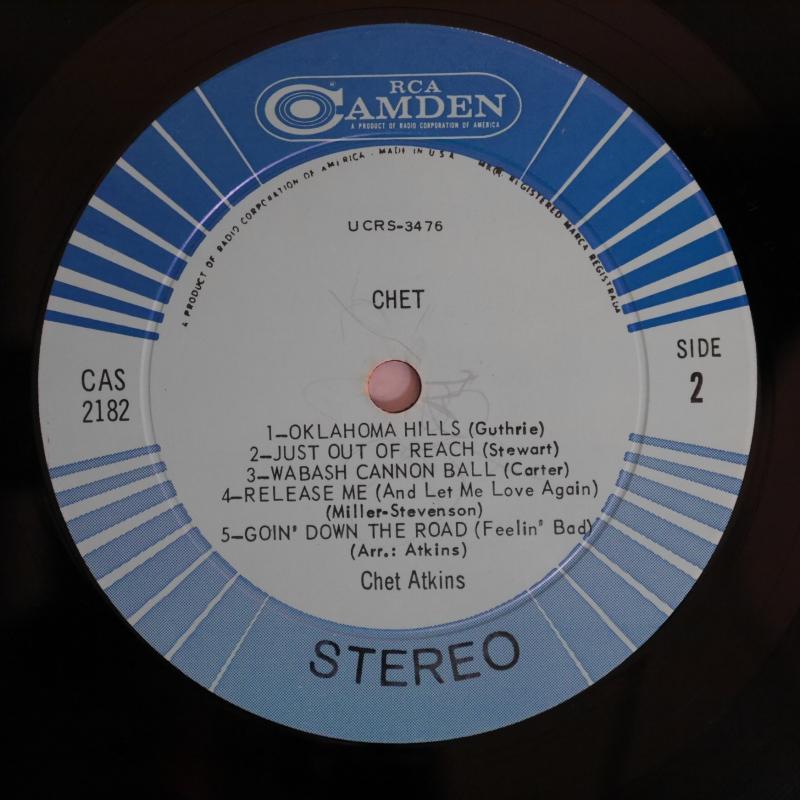 RCA
CAMDEN
A PRODUCT OF RADIO CORPORATION OF AMERICA
A PRODUCT OF RADIO CORPORATION OF AMERICA · MADE IN U S A
MARCA REGISTRADA
UCRS-3476
CHET
CAS
2182
SIDE
2
1—OKLAHOMA HILLS (Guthrie)
2—JUST OUT OF REACH (Stewart)
3—WABASH CANNON BALL (Carter)
4—RELEASE ME (And Let Me Love Again)
(Miller-Stevenson)
5—GOIN' DOWN THE ROAD (Feelin' Bad)
(Arr.: Atkins)
Chet Atkins
STEREO